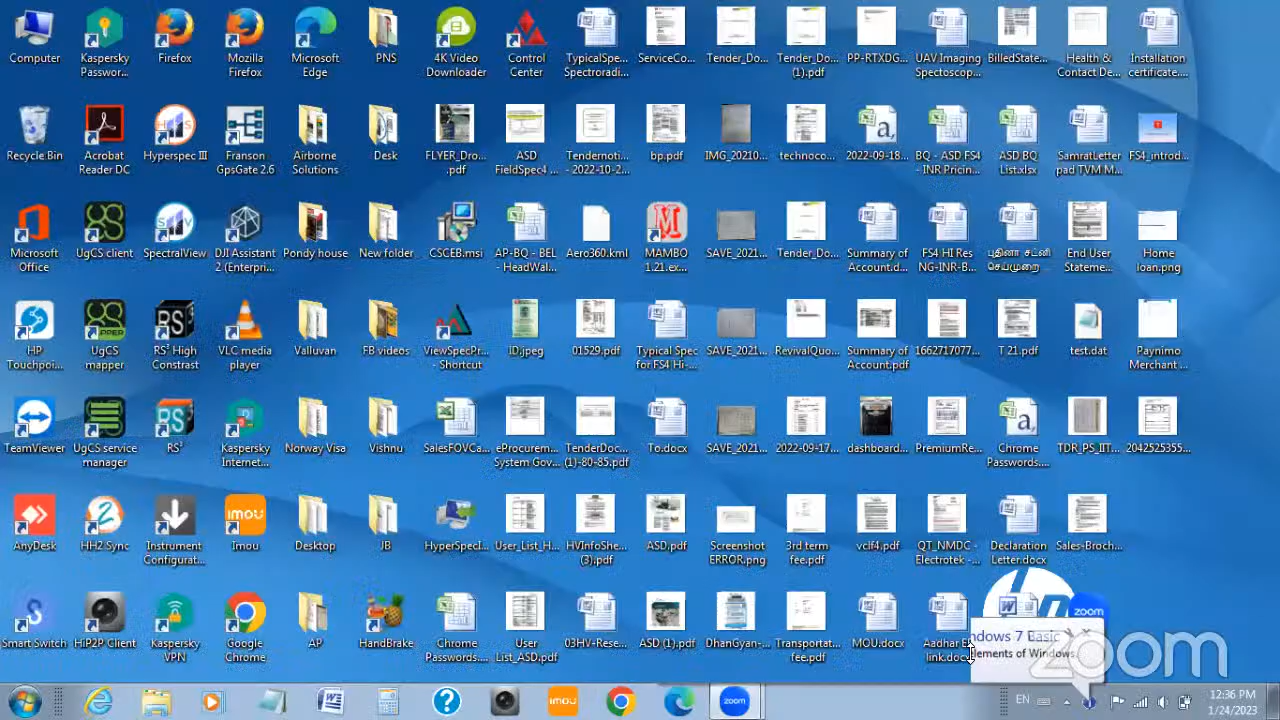 Computer
Kaspersky
Passwor...
Firefox
Mozilla
Firefox
Microsoft
Edge
PNS
4K Video
Downloader
Control
Center
TypicalSpe...
Spectroradi...
ServiceCo...
Tender_Do...
Tender_Do...
(1).pdf
PP-RTXDG...
UAV Imaging
Spectoscop...
BilledState...
Health &
Contact De...
Installation
certificate....
Recycle Bin
Acrobat
Reader DC
Hyperspec III
Franson
GpsGate 2.6
Airborne
Solutions
Desk
FLYER_Dro...
.pdf
ASD
FieldSpec4 ...
Tendernoti...
- 2022-10-2...
bp.pdf
IMG_20210...
technoco...
2022-09-18...
BQ - ASD FS4
- INR Pricin...
ASD BQ
List.xlsx
SamratLetter
pad TVM M...
FS4_introd...
Microsoft
Office
UgCS client
SpectralView
DJI Assistant
2 (Enterpri...
Pondy house
New folder
CSCEB.msi
AP-BQ - BEL
- HeadWal...
Aero360.kml
MAMBO
1.21.ex...
SAVE_2021...
Tender_Do...
Summary of
Account.d...
FS4 HI Res
NG-INR-B...
புதினா சட்னி
செய்முறை
End User
Stateme...
Home
loan.png
HP
Touchpoi...
UgCS
mapper
RS³ High
Constrast
VLC media
player
Valluvan
FB videos
ViewSpecPr...
- Shortcut
ID.jpeg
01529.pdf
Typical Spec
for FS4 Hi-...
SAVE_2021...
RevivalQuo...
Summary of
Account.pdf
1662717077...
T 21.pdf
test.dat
Paynimo
Merchant ...
TeamViewer
UgCS service
manager
RS³
Kaspersky
Internet...
Norway Visa
Vishnu
SalesFOVCa...
eProcurem...
System Gov...
TenderDoc...
(1)-80-85.pdf
To.docx
SAVE_2021...
2022-09-17...
dashboard...
PremiumRe...
Chrome
Passwords....
TDR_PS_IIT...
2042525355...
AnyDesk
HH2 Sync
Instrument
Configurat...
Imou
Desktop
JB
HyperSpecI...
User_List_H...
HVInfoShe...
(3).pdf
ASD.pdf
Screenshot
ERROR.png
3rd term
fee.pdf
vclf4.pdf
QT_NMDC -
Electrotek -...
Declaration
Letter.docx
Sales-Broch...
SmartSwitch
HiP2P Client
Kaspersky
VPN
Google
Chrome
AP
HandBrake
Chrome
Passwords....
User
List_ASD.pdf
03HV-Rese...
ASD (1).pdf
DhanGyan-...
Transportat...
fee.pdf
MOU.docx
Aadhar
link.docx
zoom
ndows 7 Basic
elements of Windows
zoom
imou
zoom
EN
12:36 PM
1/24/2023